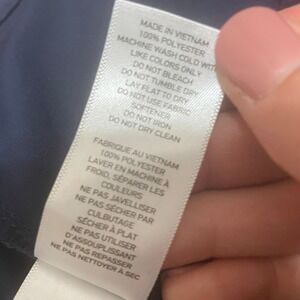 MADE IN VIETNAM
100% POLYESTER
MACHINE WASH COLD WITH
LIKE COLORS ONLY
DO NOT BLEACH
DO NOT TUMBLE DRY
LAY FLAT TO DRY
DO NOT USE FABRIC
SOFTENER
DO NOT IRON
DO NOT DRY CLEAN
FABRIQUE AU VIETNAM
100% POLYESTER
LAVER EN MACHINE À
FROID, SÉPARER LES
COULEURS
NE PAS JAVELLISER
NE PAS SÉCHER PAR
CULBUTAGE
SÉCHER À PLAT
NE PAS UTILISER
D'ASSOUPLISSANT
NE PAS REPASSER
NE PAS NETTOYER À SEC